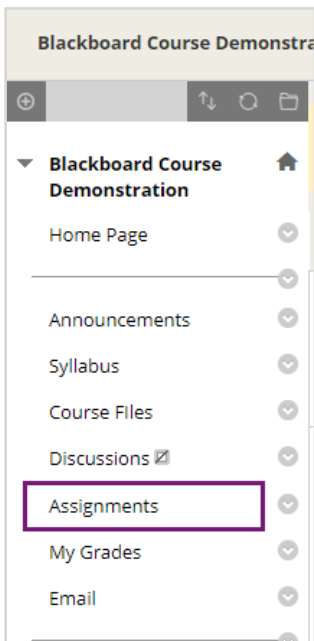 Blackboard Course Demonstra
Blackboard Course
Demonstration
Home Page
Announcements
Syllabus
Course Files
Discussions
Assignments
My Grades
Email